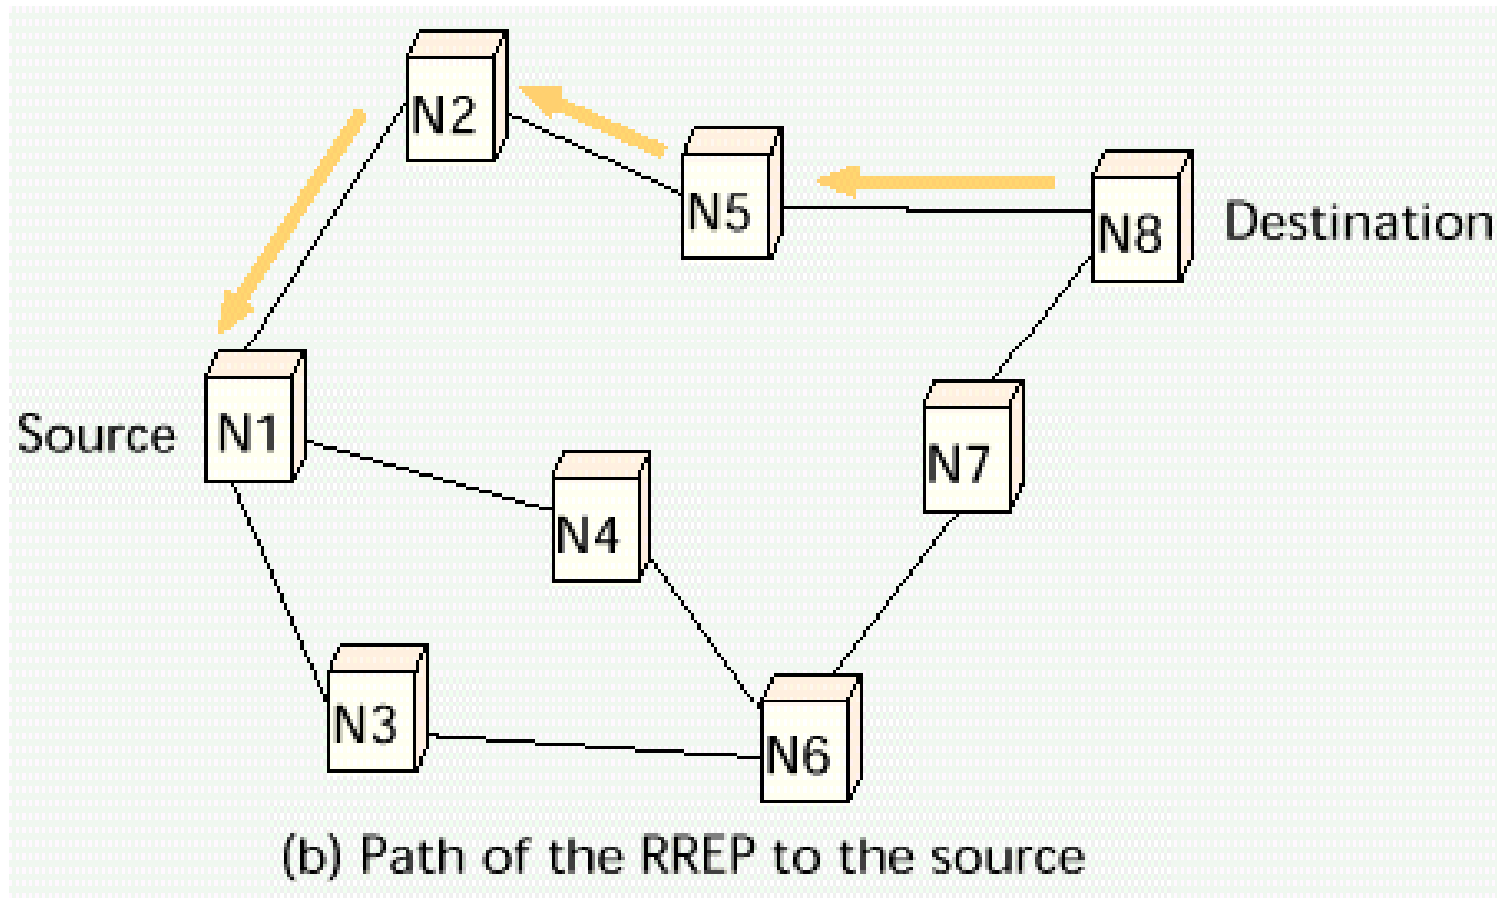 N2
N5
N8
Destination
Source
N1
N7
N4
N3
N6
(b) Path of the RREP to the source